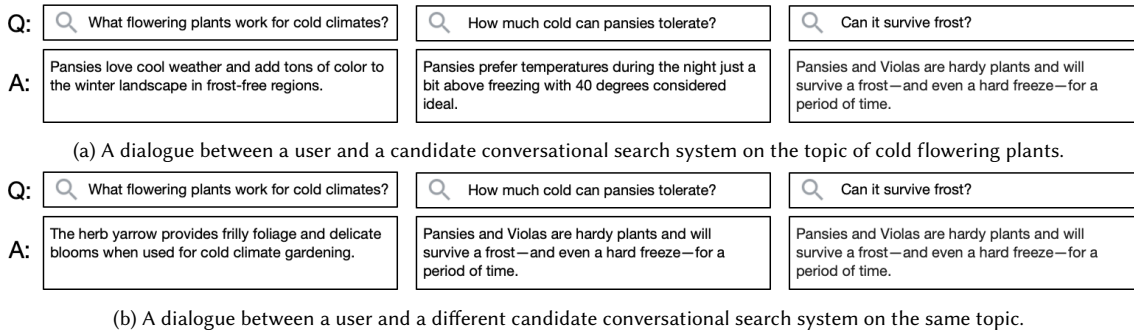 Q: What flowering plants work for cold climates? How much cold can pansies tolerate? Can it survive frost?
A: Pansies love cool weather and add tons of color to
the winter landscape in frost-free regions.
Pansies prefer temperatures during the night just a
bit above freezing with 40 degrees considered
ideal.
Pansies and Violas are hardy plants and will
survive a frost—and even a hard freeze—for a
period of time.
(a) A dialogue between a user and a candidate conversational search system on the topic of cold flowering plants.
Q: What flowering plants work for cold climates? How much cold can pansies tolerate? Can it survive frost?
A: The herb yarrow provides frilly foliage and delicate
blooms when used for cold climate gardening.
Pansies and Violas are hardy plants and will
survive a frost—and even a hard freeze—for a
period of time.
Pansies and Violas are hardy plants and will
survive a frost—and even a hard freeze—for a
period of time.
(b) A dialogue between a user and a different candidate conversational search system on the same topic.